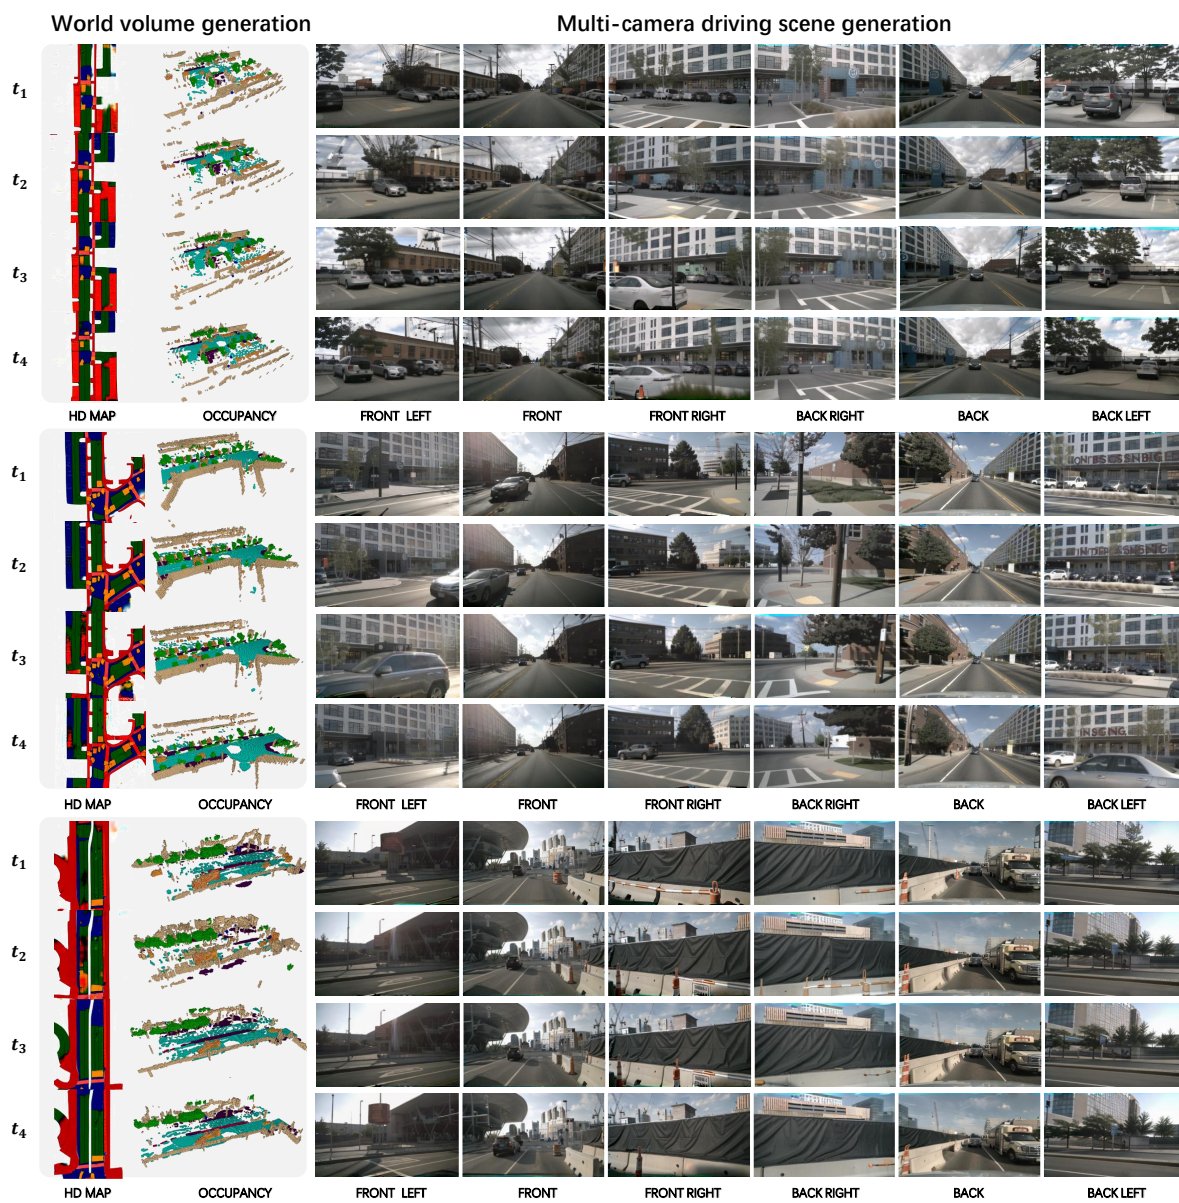 World volume generation
Multi-camera driving scene generation
t₁
t₂
t₃
t₄
HD MAP
OCCUPANCY
FRONT LEFT
FRONT
FRONT RIGHT
BACK RIGHT
BACK
BACK LEFT
t₁
t₂
t₃
t₄
HD MAP
OCCUPANCY
FRONT LEFT
FRONT
FRONT RIGHT
BACK RIGHT
BACK
BACK LEFT
t₁
t₂
t₃
t₄
HD MAP
OCCUPANCY
FRONT LEFT
FRONT
FRONT RIGHT
BACK RIGHT
BACK
BACK LEFT